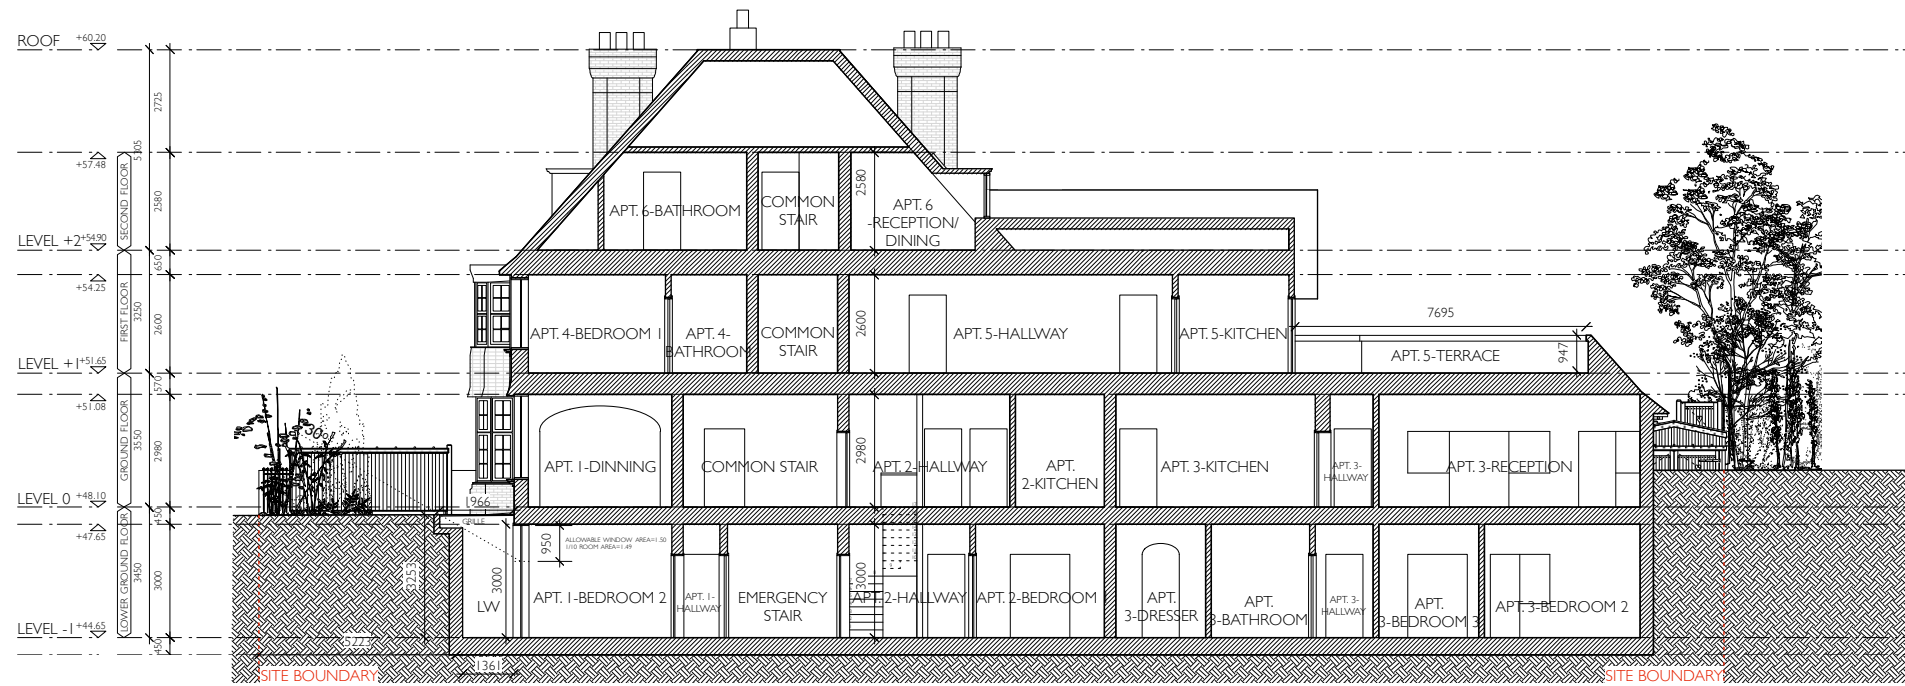 ROOF +60.20
2725
5305
+57.48
SECOND FLOOR
2580
LEVEL +2 +54.90
650
+54.25
FIRST FLOOR
3250
2600
LEVEL +1 +51.65
570
+51.08
GROUND FLOOR
3550
2980
LEVEL 0 +48.10
450
+47.65
LOWER GROUND FLOOR
3450
3000
LEVEL -1 +44.65
450
APT. 6-BATHROOM
COMMON
STAIR
2580
APT. 6
-RECEPTION/
DINING
APT. 4-BEDROOM 1
APT. 4-
BATHROOM
COMMON
STAIR
2600
APT. 5-HALLWAY
APT. 5-KITCHEN
7695
APT. 5-TERRACE
947
30°
APT. 1-DINNING
COMMON STAIR
2980
APT. 2-HALLWAY
APT.
2-KITCHEN
APT. 3-KITCHEN
APT. 3-
HALLWAY
APT. 3-RECEPTION
1966
GRILLE
950
ALLOWABLE WINDOW AREA=1.50
1/10 ROOM AREA=1.49
3253
3000
LW
APT. 1-BEDROOM 2
APT. 1-
HALLWAY
EMERGENCY
STAIR
3000
APT. 2-HALLWAY
APT. 2-BEDROOM
APT.
3-DRESSER
APT.
3-BATHROOM
APT. 3-
HALLWAY
APT.
3-BEDROOM 3
APT. 3-BEDROOM 2
5223
1361
SITE BOUNDARY
SITE BOUNDARY